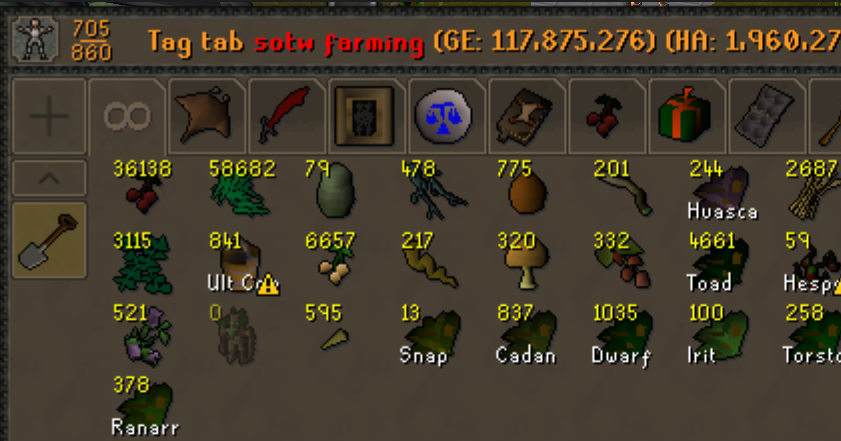 705
860
Tag tab sotw farming (GE: 117,875,276) (HA: 1,960,27
36138 58682 79 478 775 201 244 2687
Huasca
3115 841 6657 217 320 332 4661 59
Ult Toad Hesp
521 0 595 13 837 1035 100 258
Snap Cadan Dwarf Irit Torsto
378
Ranarr